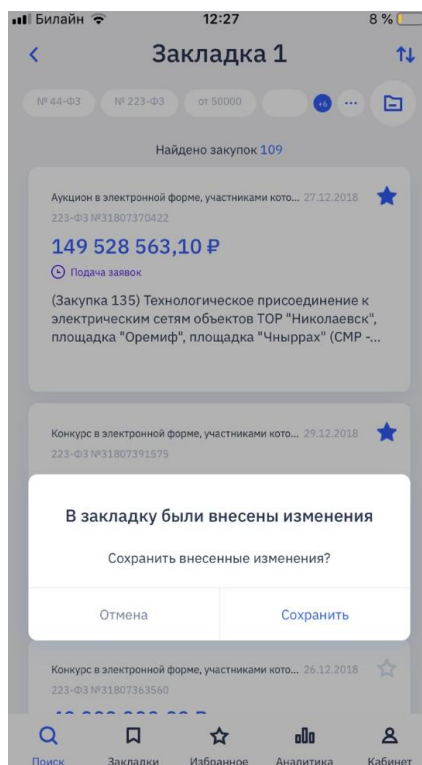 Билайн 12:27 8 %
Закладка 1
№ 44-ФЗ № 223-ФЗ от 50000 +6 ...
Найдено закупок 109
Аукцион в электронной форме, участниками кото... 27.12.2018
223-ФЗ №31807370422
149 528 563,10 ₽
Подача заявок
(Закупка 135) Технологическое присоединение к
электрическим сетям объектов ТОР "Николаевск",
площадка "Оремиф", площадка "Чныррах" (СМР -...
Конкурс в электронной форме, участниками кото... 29.12.2018
223-ФЗ №31807391575
В закладку были внесены изменения
Сохранить внесенные изменения?
Отмена Сохранить
Конкурс в электронной форме, участниками кото... 26.12.2018
223-ФЗ №31807363560
Поиск Закладки Избранное Аналитика Кабинет